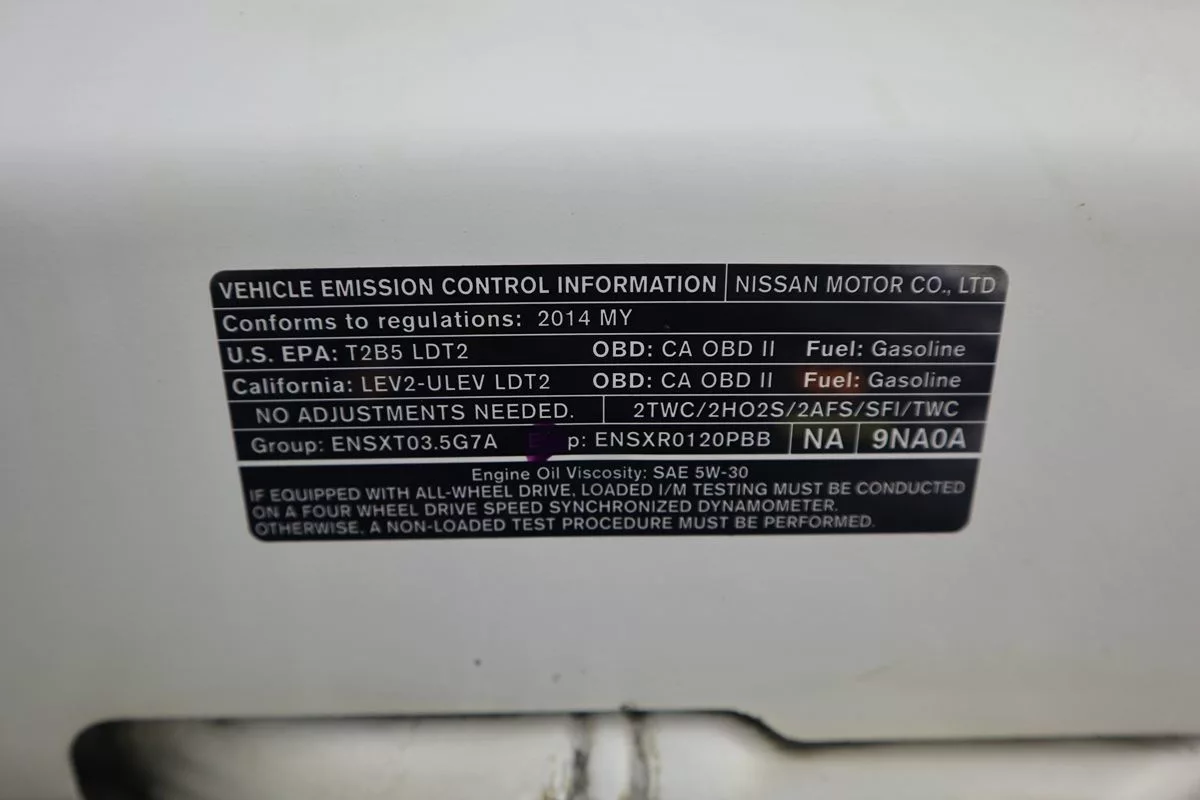 VEHICLE EMISSION CONTROL INFORMATION NISSAN MOTOR CO., LTD
Conforms to regulations: 2014 MY
U.S. EPA: T2B5 LDT2 OBD: CA OBD II Fuel: Gasoline
California: LEV2-ULEV LDT2 OBD: CA OBD II Fuel: Gasoline
NO ADJUSTMENTS NEEDED. 2TWC/2HO2S/2AFS/SFI/TWC
Group: ENSXT03.5G7A p: ENSXR0120PBB NA 9NA0A
Engine Oil Viscosity: SAE 5W-30
IF EQUIPPED WITH ALL-WHEEL DRIVE, LOADED I/M TESTING MUST BE CONDUCTED
ON A FOUR WHEEL DRIVE SPEED SYNCHRONIZED DYNAMOMETER.
OTHERWISE, A NON-LOADED TEST PROCEDURE MUST BE PERFORMED.